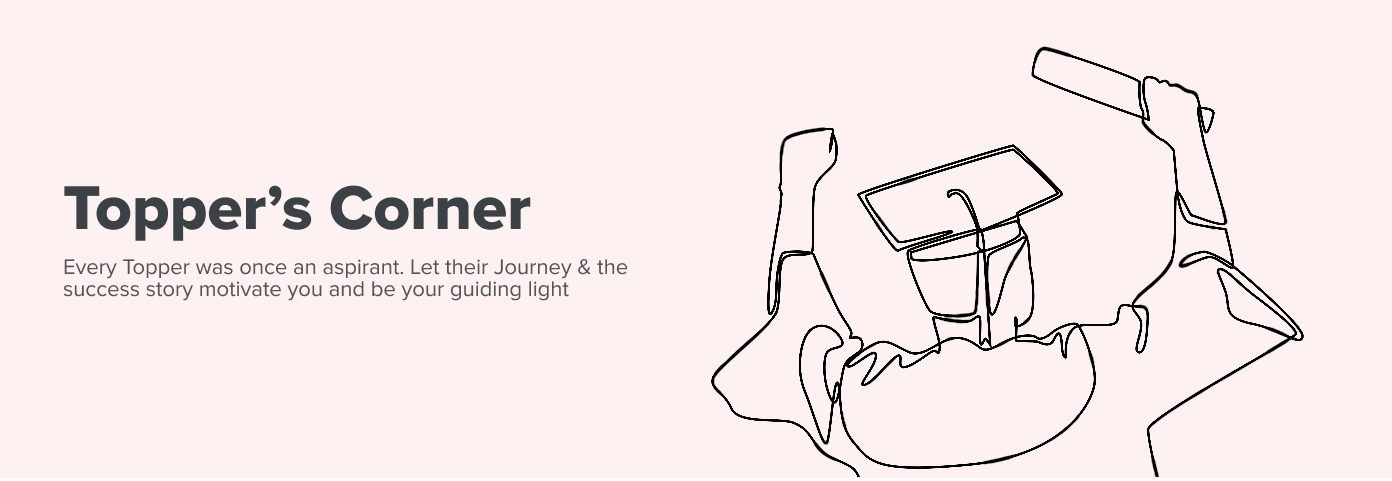 Topper’s Corner
Every Topper was once an aspirant. Let their Journey & the
success story motivate you and be your guiding light